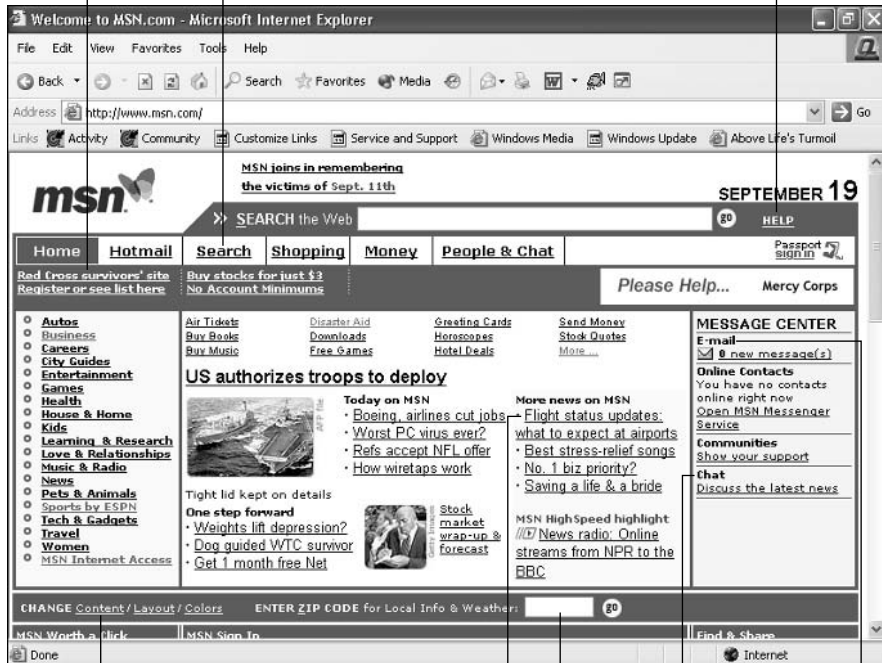 Welcome to MSN.com - Microsoft Internet Explorer
File Edit View Favorites Tools Help
Back Search Favorites Media
Address http://www.msn.com/ Go
Links Activity Community Customize Links Service and Support Windows Media Windows Update Above Life's Turmoil
msn
MSN joins in remembering
the victims of Sept. 11th
SEPTEMBER 19
SEARCH the Web go HELP
Home Hotmail Search Shopping Money People & Chat Passport
sign in
Red Cross survivors' site
Register or see list here
Buy stocks for just $3
No Account Minimums
Please Help... Mercy Corps
Autos
Business
Careers
City Guides
Entertainment
Games
Health
House & Home
Kids
Learning & Research
Love & Relationships
Music & Radio
News
Pets & Animals
Sports by ESPN
Tech & Gadgets
Travel
Women
MSN Internet Access
Air Tickets Disaster Aid Greeting Cards Send Money
Buy Books Downloads Horoscopes Stock Quotes
Buy Music Free Games Hotel Deals More ...
US authorizes troops to deploy
AFP File
Tight lid kept on details
Today on MSN
· Boeing, airlines cut jobs
· Worst PC virus ever?
· Refs accept NFL offer
· How wiretaps work
One step forward
· Weights lift depression?
· Dog guided WTC survivor
· Get 1 month free Net
Getty Images
Stock
market
wrap-up &
forecast
More news on MSN
· Flight status updates:
what to expect at airports
· Best stress-relief songs
· No. 1 biz priority?
· Saving a life & a bride
MSN HighSpeed highlight
News radio: Online
streams from NPR to the
BBC
MESSAGE CENTER
E-mail
0 new message(s)
Online Contacts
You have no contacts
online right now
Open MSN Messenger
Service
Communities
Show your support
Chat
Discuss the latest news
CHANGE Content / Layout / Colors ENTER ZIP CODE for Local Info & Weather: go
MSN Worth a Click MSN Sign In Find & Share
Done Internet